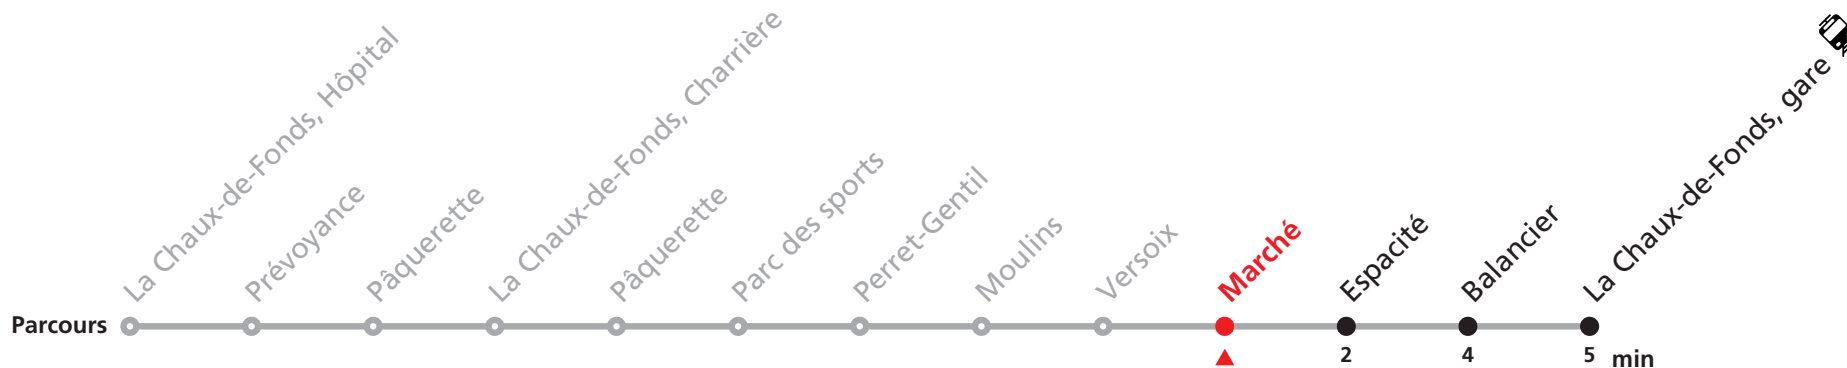 La Chaux-de-Fonds, Hôpital
Prévoyance
Pâquerette
La Chaux-de-Fonds, Charrière
Pâquerette
Parc des sports
Perret-Gentil
Moulins
Versoix
Marché
Espacité
Balancier
La Chaux-de-Fonds, gare
Parcours
2 4 5 min